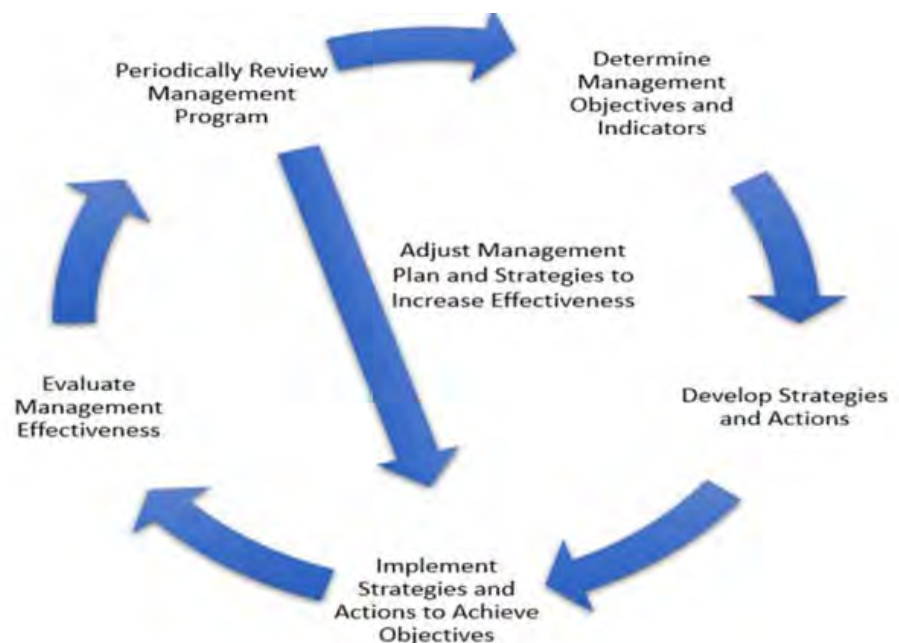 Periodically Review
Management
Program
Determine
Management
Objectives and
Indicators
Adjust Management
Plan and Strategies to
Increase Effectiveness
Develop Strategies
and Actions
Implement
Strategies and
Actions to Achieve
Objectives
Evaluate
Management
Effectiveness